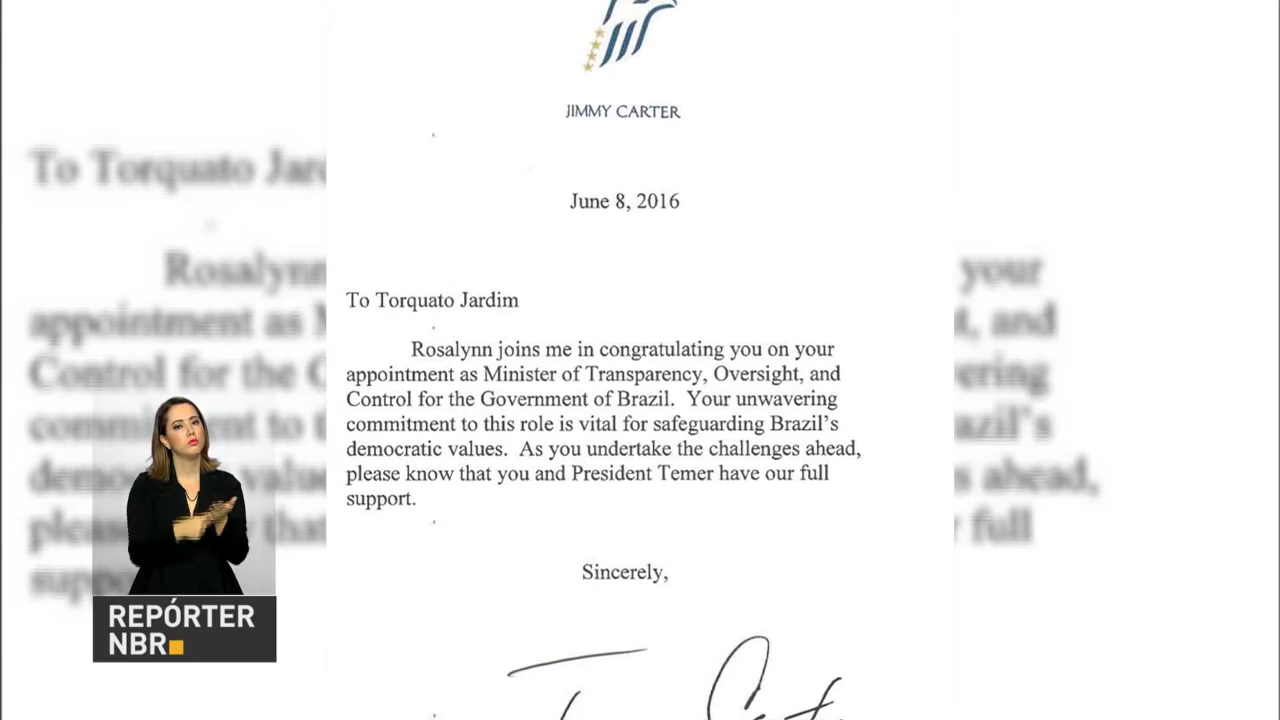 JIMMY CARTER
June 8, 2016
To Torquato Jardim
Rosalynn joins me in congratulating you on your
appointment as Minister of Transparency, Oversight, and
Control for the Government of Brazil. Your unwavering
commitment to this role is vital for safeguarding Brazil's
democratic values. As you undertake the challenges ahead,
please know that you and President Temer have our full
support.
Sincerely,
REPÓRTER
NBR